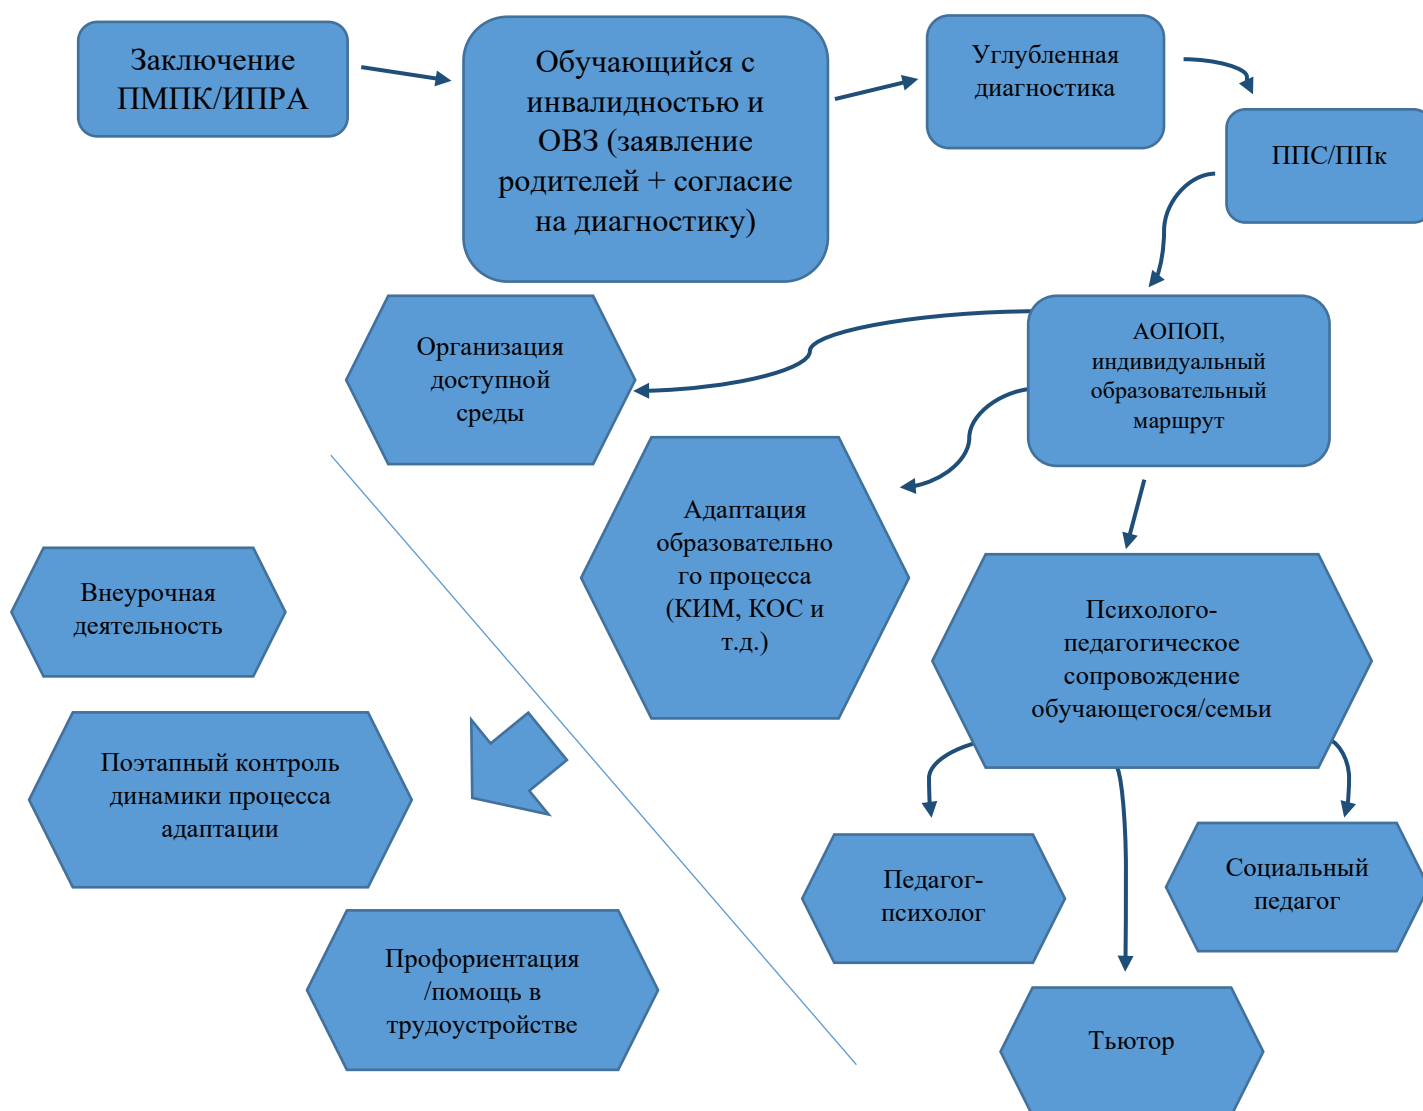 Заключение
ПМПК/ИПРА
Обучающийся с
инвалидностью и
ОВЗ (заявление
родителей + согласие
на диагностику)
Углубленная
диагностика
ППС/ППк
АОПОП,
индивидуальный
образовательный
маршрут
Организация
доступной
среды
Адаптация
образовательно
го процесса
(КИМ, КОС и
т.д.)
Психолого-
педагогическое
сопровождение
обучающегося/семьи
Педагог-
психолог
Социальный
педагог
Тьютор
Внеурочная
деятельность
Поэтапный контроль
динамики процесса
адаптации
Профориентация
/помощь в
трудоустройстве